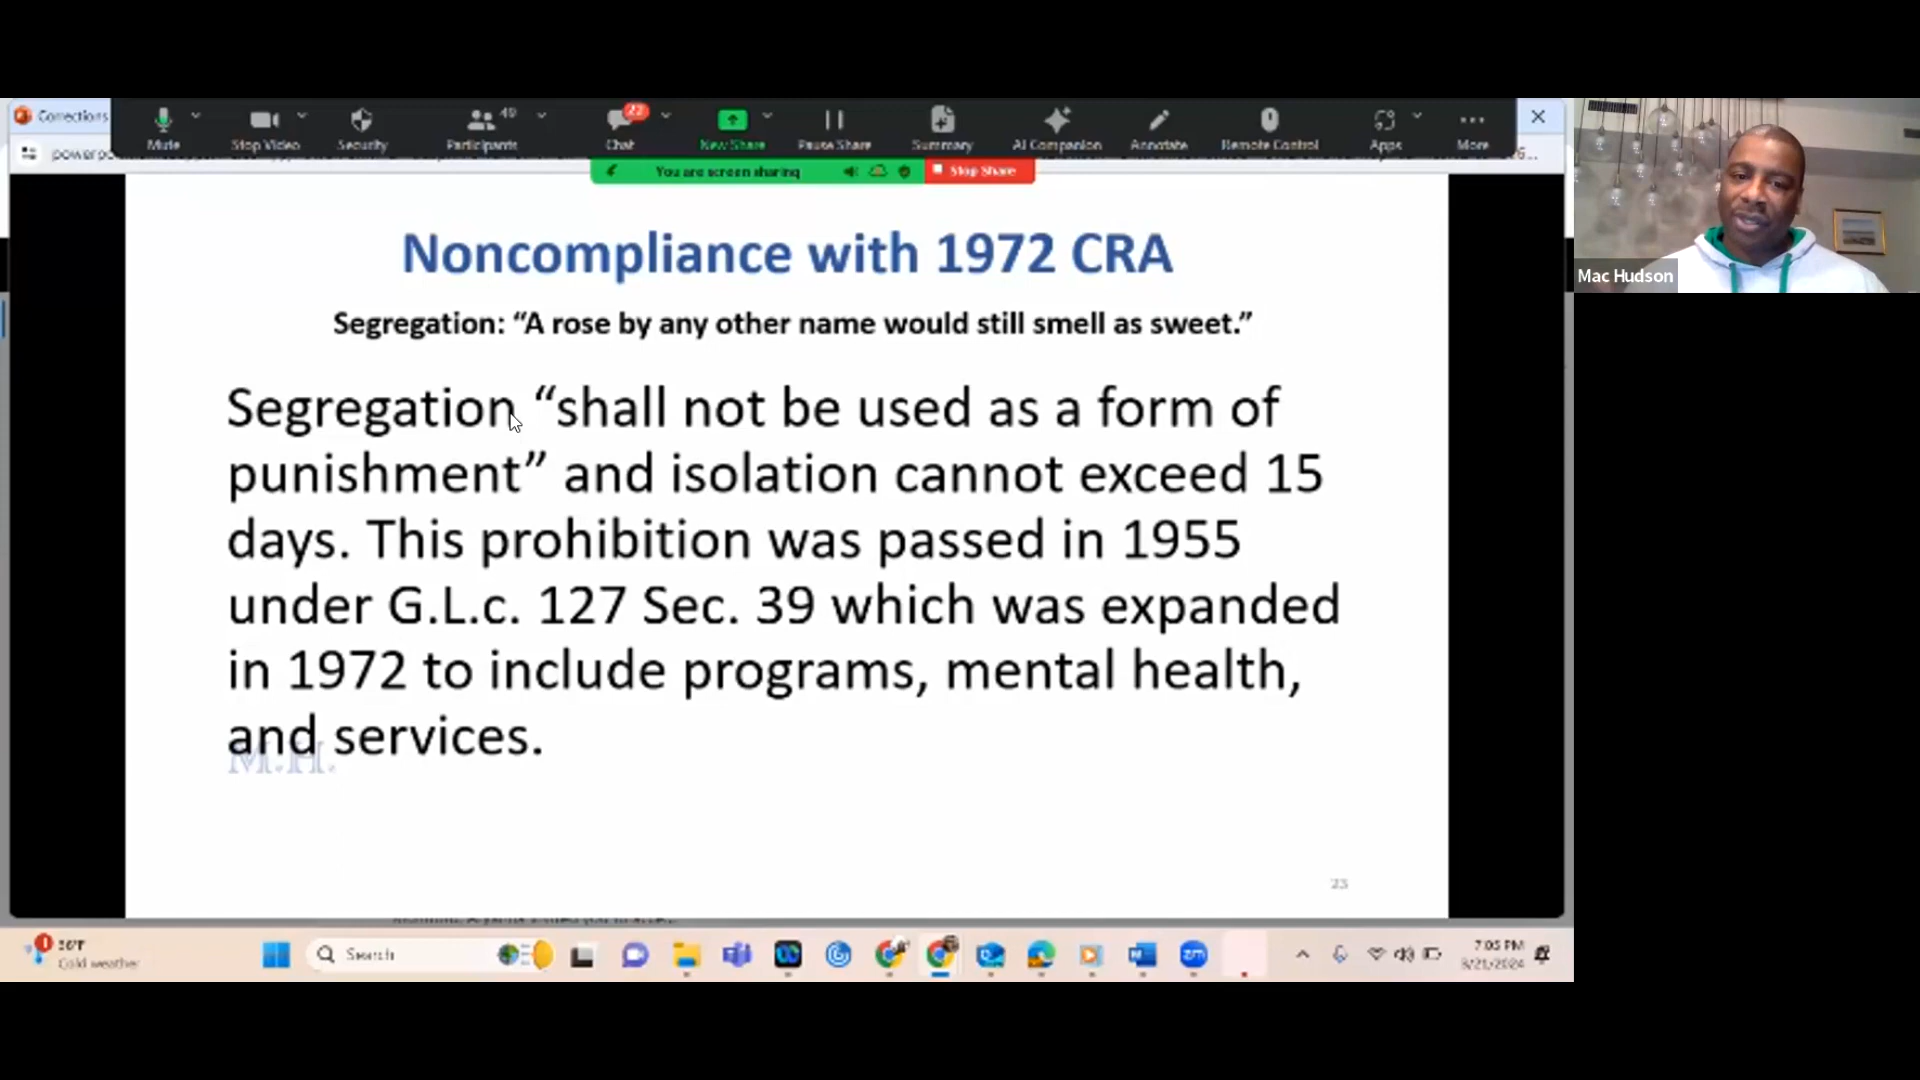 Corrections
Mute
Stop Video
Security
49
Participants
22
Chat
New Share
Pause Share
Summary
AI Companion
Annotate
Remote Control
Apps
More
You are screen sharing
Stop Share
Mac Hudson
Noncompliance with 1972 CRA
Segregation: “A rose by any other name would still smell as sweet.”
Segregation “shall not be used as a form of
punishment” and isolation cannot exceed 15
days. This prohibition was passed in 1955
under G.L.c. 127 Sec. 39 which was expanded
in 1972 to include programs, mental health,
and services.
M.H.
23
Cold weather
Search
7:05 PM
3/21/2024